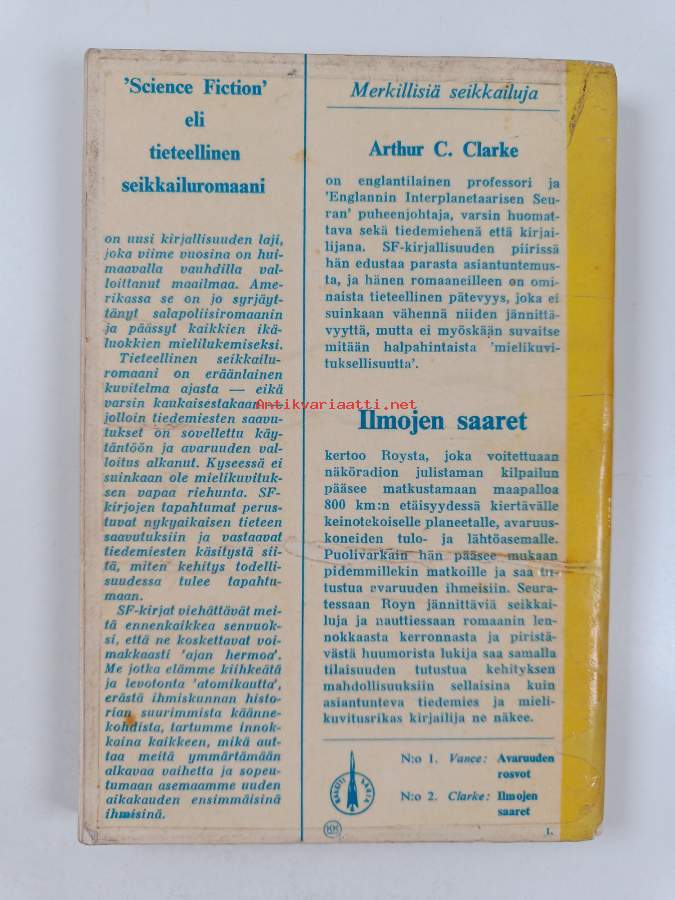 'Science Fiction'
eli
tieteellinen
seikkailuromaani
on uusi kirjallisuuden laji,
joka viime vuosina on hui-
maavalla vauhdilla val-
loittanut maailmaa. Ame-
rikassa se on jo syrjäyt-
tänyt salapoliisiromaanin
ja päässyt kaikkien ikä-
luokkien mielilukemiseksi.
Tieteellinen seikkailu-
romaani on eräänlainen
kuvitelma ajasta — eikä
varsin kaukaisestakaan —
jolloin tiedemiesten saavu-
tukset on sovellettu käy-
täntöön ja avaruuden val-
loitus alkanut. Kyseessä ei
suinkaan ole mielikuvituk-
sen vapaa riehunta. SF-
kirjojen tapahtumat perus-
tuvat nykyaikaisen tieteen
saavutuksiin ja vastaavat
tiedemiesten käsitystä sii-
tä, miten kehitys todelli-
suudessa tulee tapahtu-
maan.
SF-kirjat viehättävät mei-
tä ennenkaikkea senvuok-
si, että ne koskettavat voi-
makkaasti 'ajan hermoa'.
Me jotka elämme kiihkeätä
ja levotonta 'atomikautta',
erästä ihmiskunnan histo-
rian suurimmista käänne-
kohdista, tartumme innok-
kaina kaikkeen, mikä aut-
taa meitä ymmärtämään
alkavaa vaihetta ja sopeu-
tumaan asemaamme uuden
aikakauden ensimmäisinä
ihmisinä.
Merkillisiä seikkailuja
Arthur C. Clarke
on englantilainen professori ja
'Englannin Interplanetaarisen Seu-
ran' puheenjohtaja, varsin huomat-
tava sekä tiedemiehenä että kirjai-
lijana. SF-kirjallisuuden piirissä
hän edustaa parasta asiantuntemus-
ta, ja hänen romaaneilleen on omi-
naista tieteellinen pätevyys, joka ei
suinkaan vähennä niiden jännittä-
vyyttä, mutta ei myöskään suvaitse
mitään halpahintaista 'mielikuvi-
tuksellisuutta'.
Antikvariaatti.net
Ilmojen saaret
kertoo Roysta, joka voitettuaan
näköradion julistaman kilpailun
pääsee matkustamaan maapalloa
800 km:n etäisyydessä kiertävälle
keinotekoiselle planeetalle, avaruus-
koneiden tulo- ja lähtöasemalle.
Puolivarkain hän pääsee mukaan
pidemmillekin matkoille ja saa tu-
tustua avaruuden ihmeisiin. Seura-
tessaan Royn jännittäviä seikkai-
luja ja nauttiessaan romaanin len-
nokkaasta kerronnasta ja piristä-
västä huumorista lukija saa samalla
tilaisuuden tutustua kehityksen
mahdollisuuksiin sellaisina kuin
asiantunteva tiedemies ja mieli-
kuvitusrikas kirjailija ne näkee.
RAKETTI SARJA
N:o 1. Vance: Avaruuden
rosvot
N:o 2. Clarke: Ilmojen
saaret
KK
1.